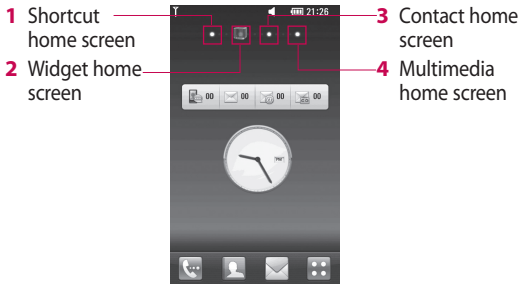 1 Shortcut
home screen
2 Widget home
screen
21:26
3 Contact home
screen
4 Multimedia
home screen
00 00 00 00
PM